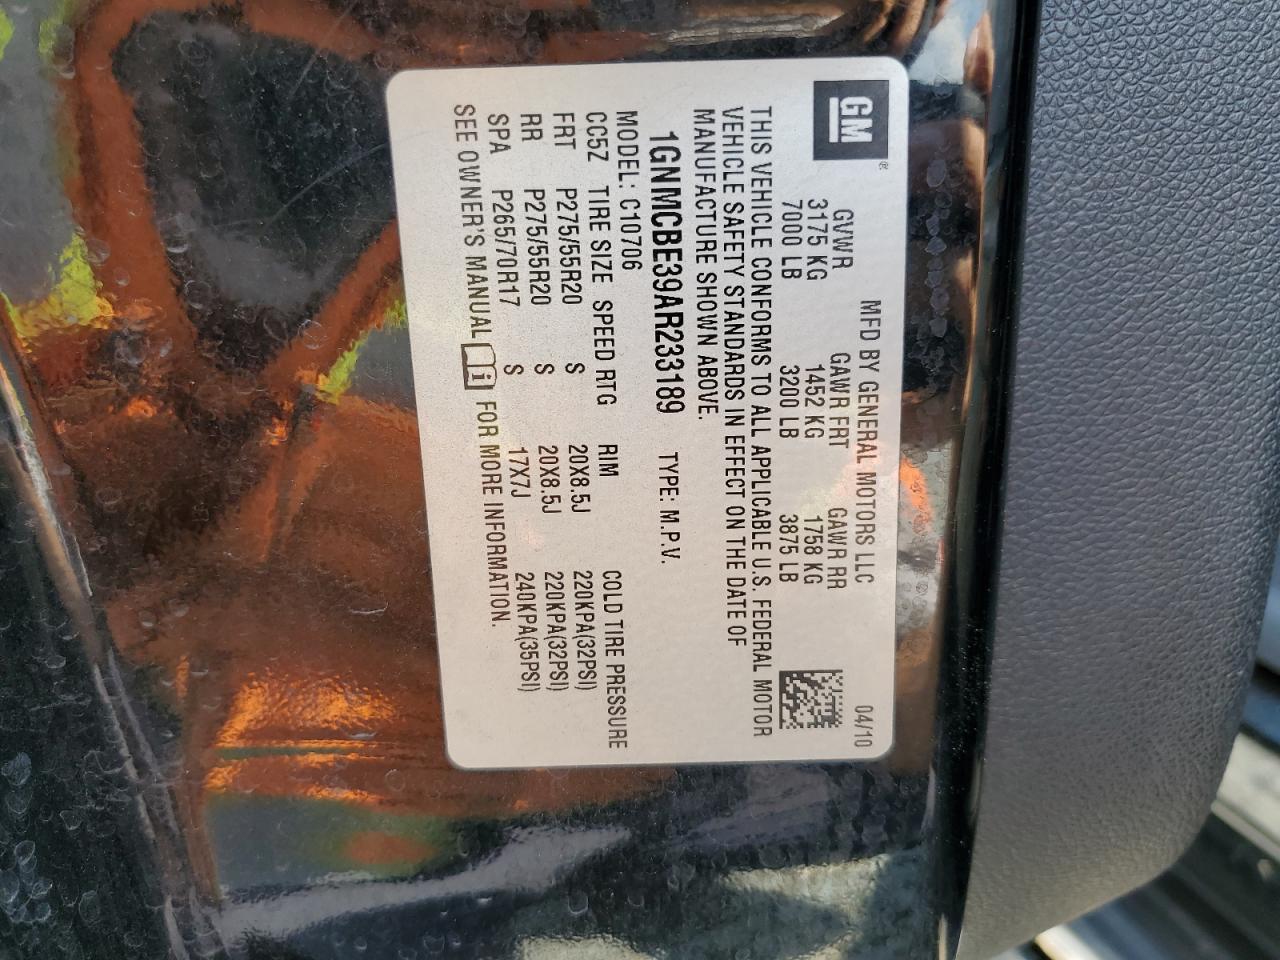 GM®
MFD BY GENERAL MOTORS LLC 04/10
GVWR GAWR FRT GAWR RR
3175 KG 1452 KG 1758 KG
7000 LB 3200 LB 3875 LB
THIS VEHICLE CONFORMS TO ALL APPLICABLE U.S. FEDERAL MOTOR
VEHICLE SAFETY STANDARDS IN EFFECT ON THE DATE OF
MANUFACTURE SHOWN ABOVE.
1GNMCBE39AR233189 TYPE: M.P.V.
MODEL: C10706
CC5Z TIRE SIZE SPEED RTG RIM COLD TIRE PRESSURE
FRT P275/55R20 S 20X8.5J 220KPA(32PSI)
RR P275/55R20 S 20X8.5J 220KPA(32PSI)
SPA P265/70R17 S 17X7J 240KPA(35PSI)
SEE OWNER'S MANUAL i FOR MORE INFORMATION.